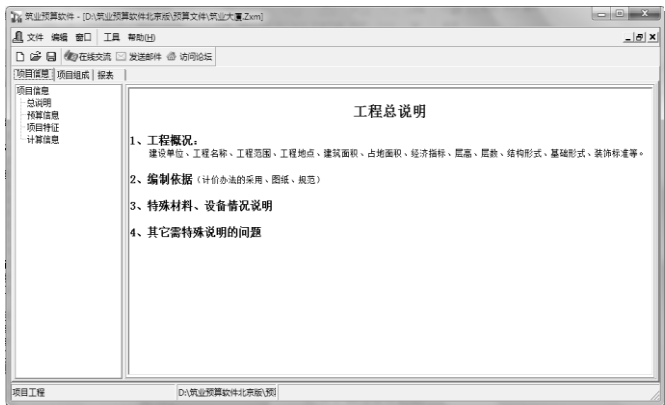 筑业预算软件 - [D:\筑业预算软件北京版\预算文件\筑业大厦.Zxm]
文件 编辑 窗口 工具 帮助(H)
在线交流 发送邮件 访问论坛
项目信息 项目组成 报表
项目信息
总说明
预算信息
项目特征
计算信息
工程总说明
1、工程概况：
建设单位、工程名称、工程范围、工程地点、建筑面积、占地面积、经济指标、层高、层数、结构形式、基础形式、装饰标准等。
2、编制依据（计价办法的采用、图纸、规范）
3、特殊材料、设备情况说明
4、其它需特殊说明的问题
项目工程 D:\筑业预算软件北京版\预